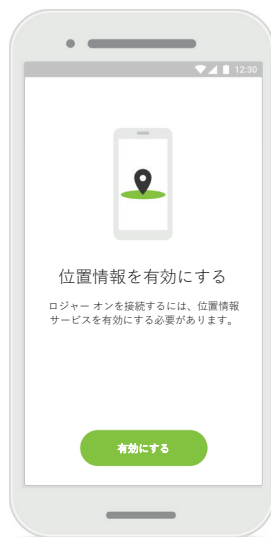 12:30
位置情報を有効にする
ロジャー オンを接続するには、位置情報
サービスを有効にする必要があります。
有効にする